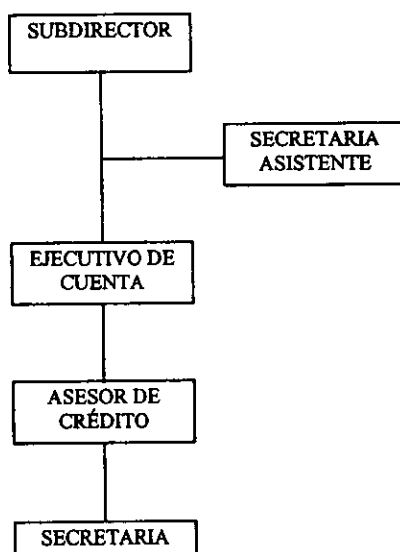 SUBDIRECTOR
SECRETARIA
ASISTENTE
EJECUTIVO DE
CUENTA
ASESOR DE
CRÉDITO
SECRETARIA